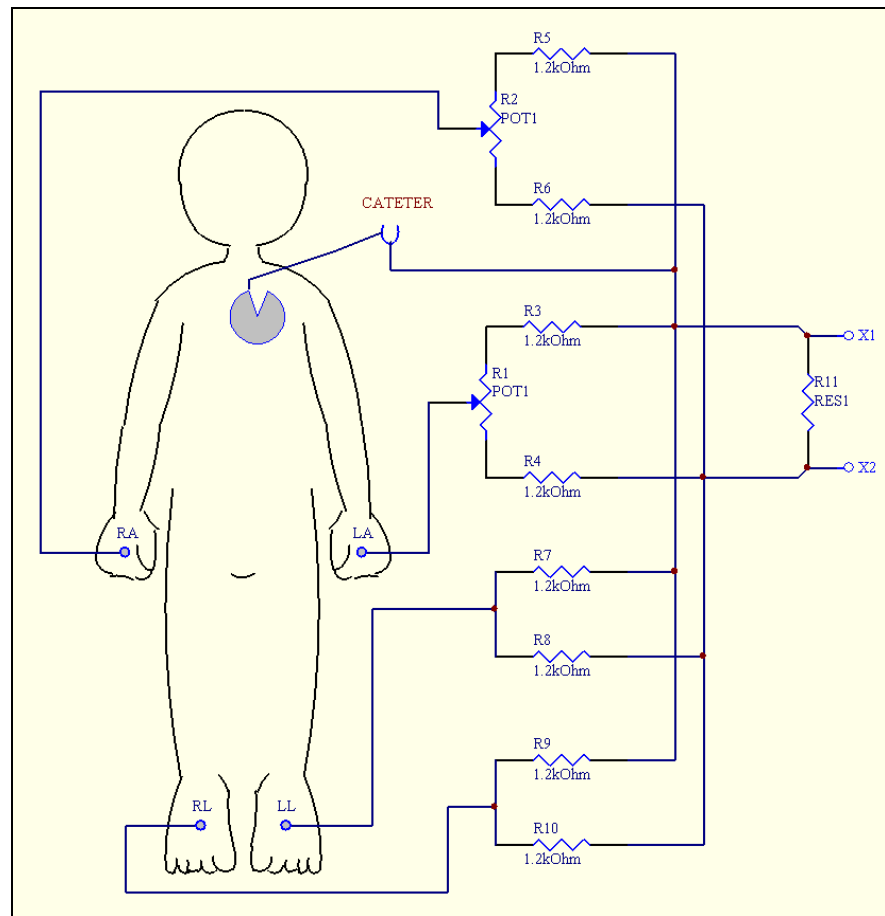 R5
1.2kOhm
R2
POT1
R6
1.2kOhm
CATETER
R3
1.2kOhm
X1
R1
POT1
R11
RES1
R4
1.2kOhm
X2
RA
LA
R7
1.2kOhm
R8
1.2kOhm
R9
1.2kOhm
RL
LL
R10
1.2kOhm